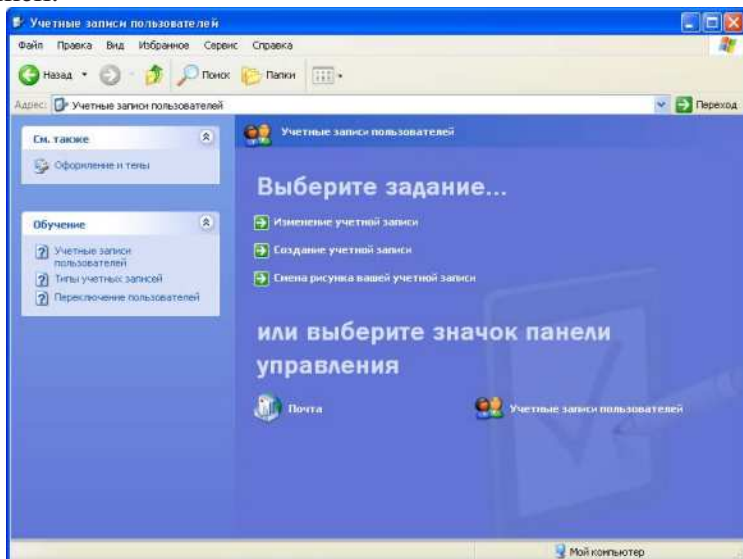 Учетные записи пользователей
Файл Правка Вид Избранное Сервис Справка
Назад Поиск Папки
Адрес: Учетные записи пользователей Переход
См. также
Оформление и темы
Обучение
Учетные записи
пользователей
Типы учетных записей
Переключение пользователей
Учетные записи пользователей
Выберите задание...
Изменение учетной записи
Создание учетной записи
Смена рисунка вашей учетной записи
или выберите значок панели
управления
Почта
Учетные записи пользователей
Мой компьютер